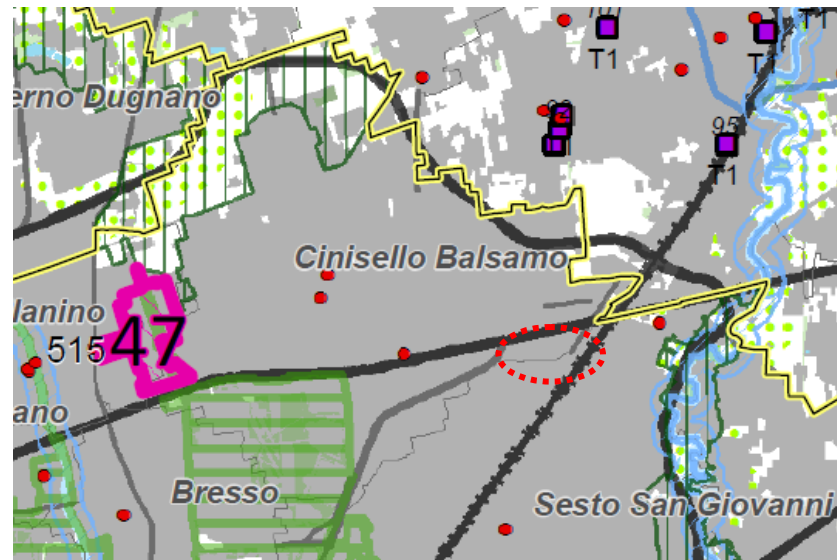 T1
T1
T1
erno Dugnano
95
T1
Cinisello Balsamo
lanino
515
47
ano
Bresso
Sesto San Giovanni